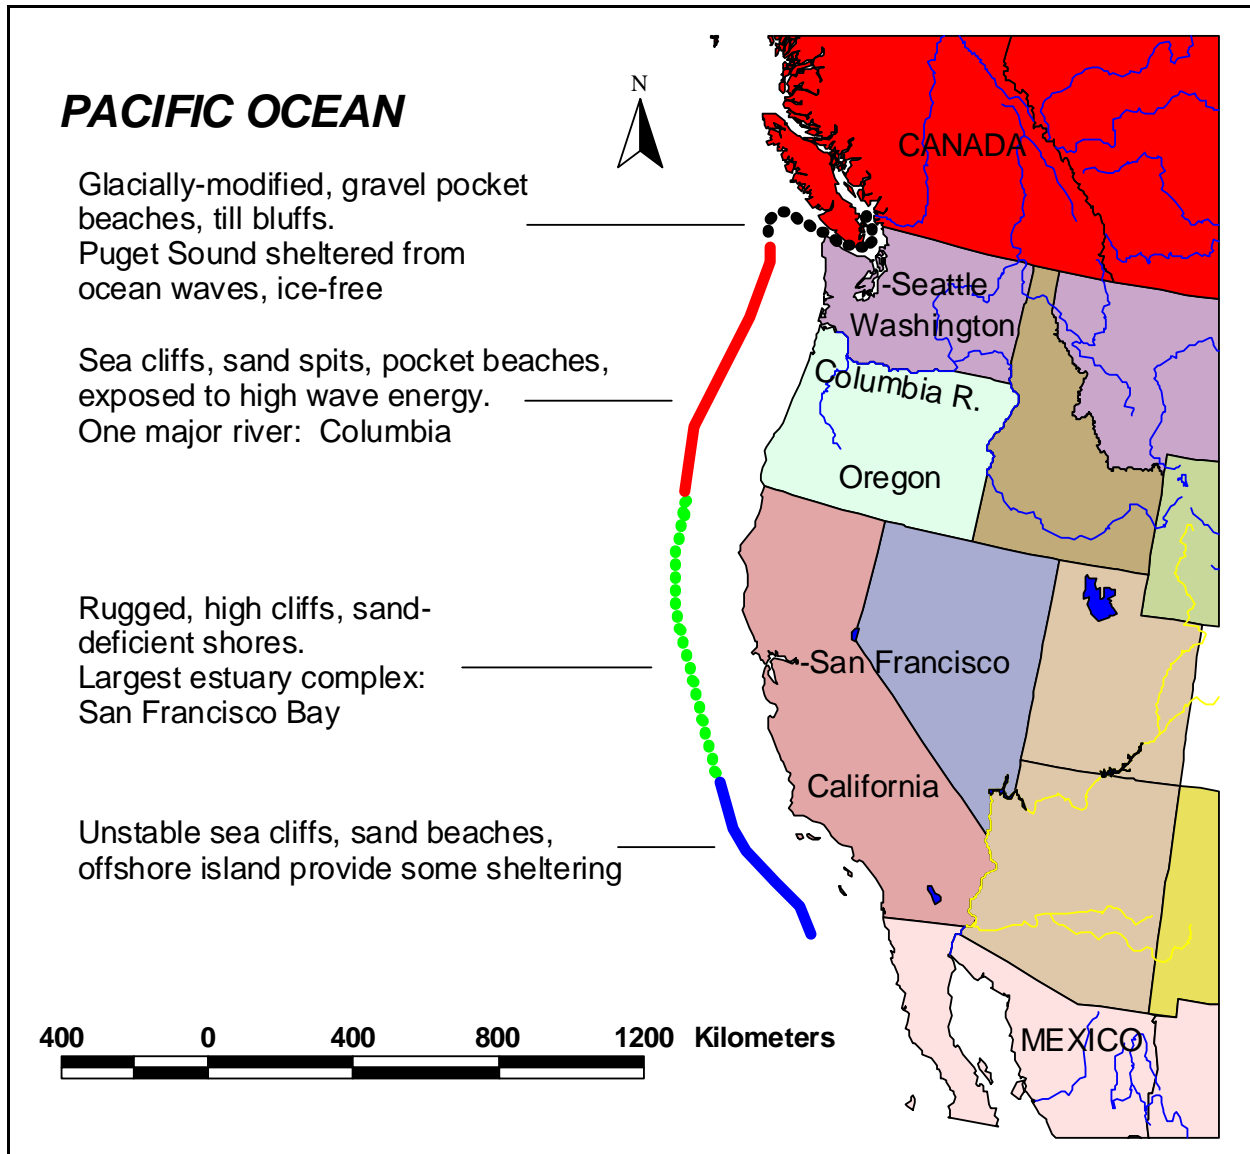 PACIFIC OCEAN
N
CANADA
Glacially-modified, gravel pocket
beaches, till bluffs.
Puget Sound sheltered from
ocean waves, ice-free
-Seattle
Washington
Sea cliffs, sand spits, pocket beaches,
exposed to high wave energy.
One major river: Columbia
Columbia R.
Oregon
Rugged, high cliffs, sand-
deficient shores.
Largest estuary complex:
San Francisco Bay
-San Francisco
California
Unstable sea cliffs, sand beaches,
offshore island provide some sheltering
MEXICO
400 0 400 800 1200 Kilometers